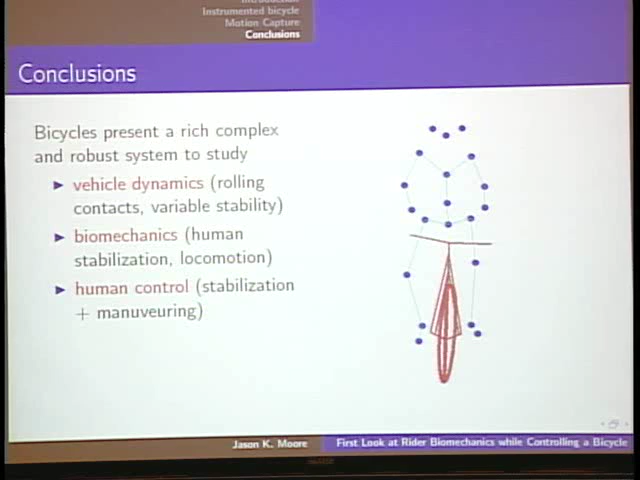 Introduction
Instrumented bicycle
Motion Capture
Conclusions
Conclusions
Bicycles present a rich complex
and robust system to study
vehicle dynamics (rolling
contacts, variable stability)
biomechanics (human
stabilization, locomotion)
human control (stabilization
+ manuveuring)
Jason K. Moore
First Look at Rider Biomechanics while Controlling a Bicycle